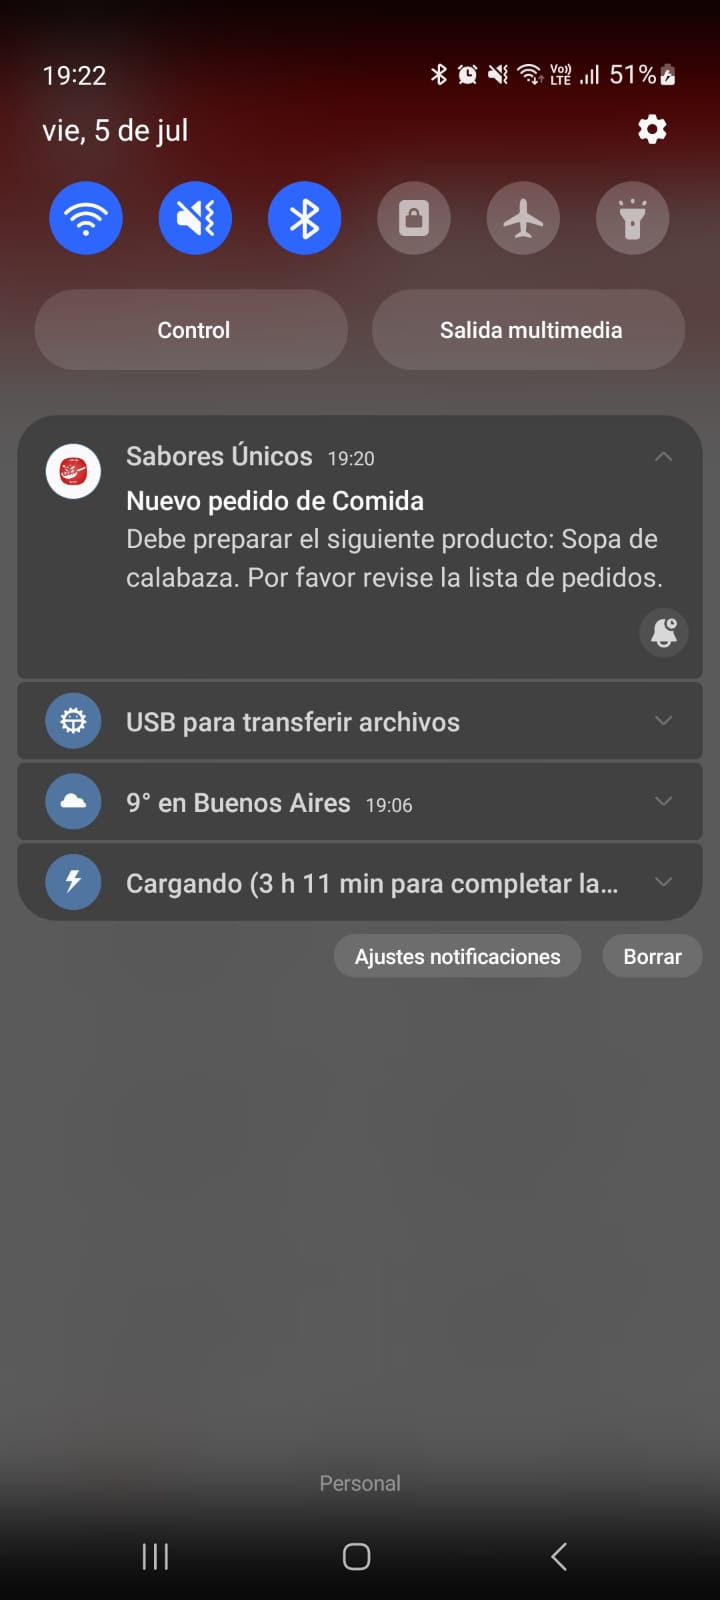 19:22
Vo))
LTE
51%
vie, 5 de jul
Control
Salida multimedia
Sabores Únicos 19:20
Nuevo pedido de Comida
Debe preparar el siguiente producto: Sopa de
calabaza. Por favor revise la lista de pedidos.
USB para transferir archivos
9° en Buenos Aires 19:06
Cargando (3 h 11 min para completar la...
Ajustes notificaciones
Borrar
Personal